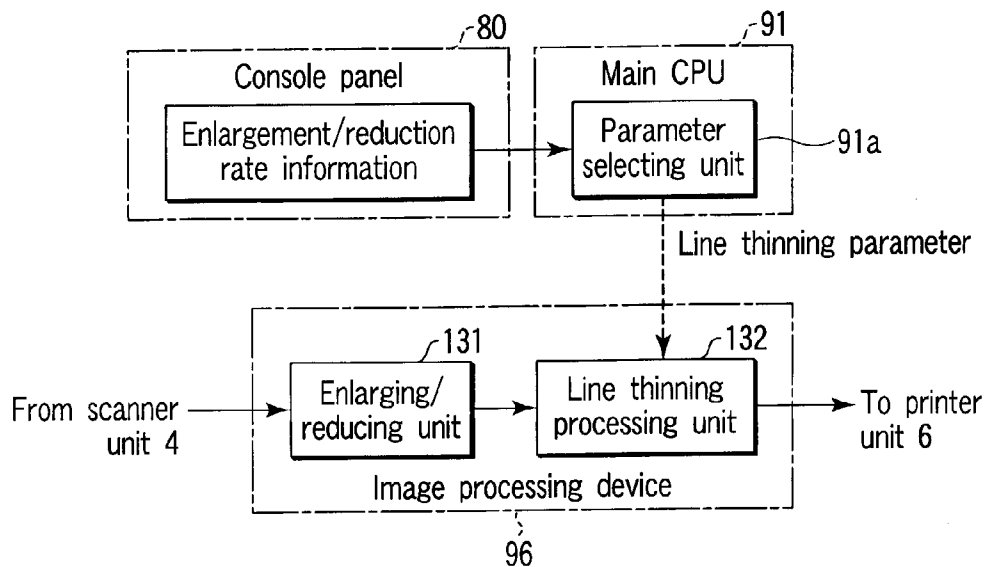 80
91
Console panel
Main CPU
Enlargement/reduction
rate information
Parameter
selecting unit
91a
Line thinning parameter
131
132
From scanner
unit 4
Enlarging/
reducing unit
Line thinning
processing unit
To printer
unit 6
Image processing device
96